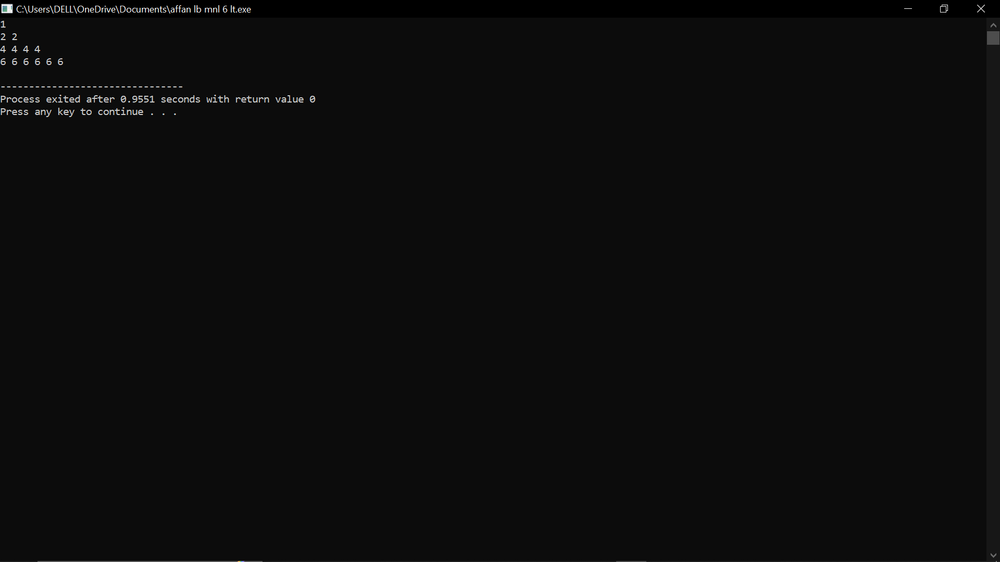 C:\Users\DELL\OneDrive\Documents\affan lb mnl 6 lt.exe
1
2 2
4 4 4 4
6 6 6 6 6 6
--------------------------------
Process exited after 0.9551 seconds with return value 0
Press any key to continue . . .